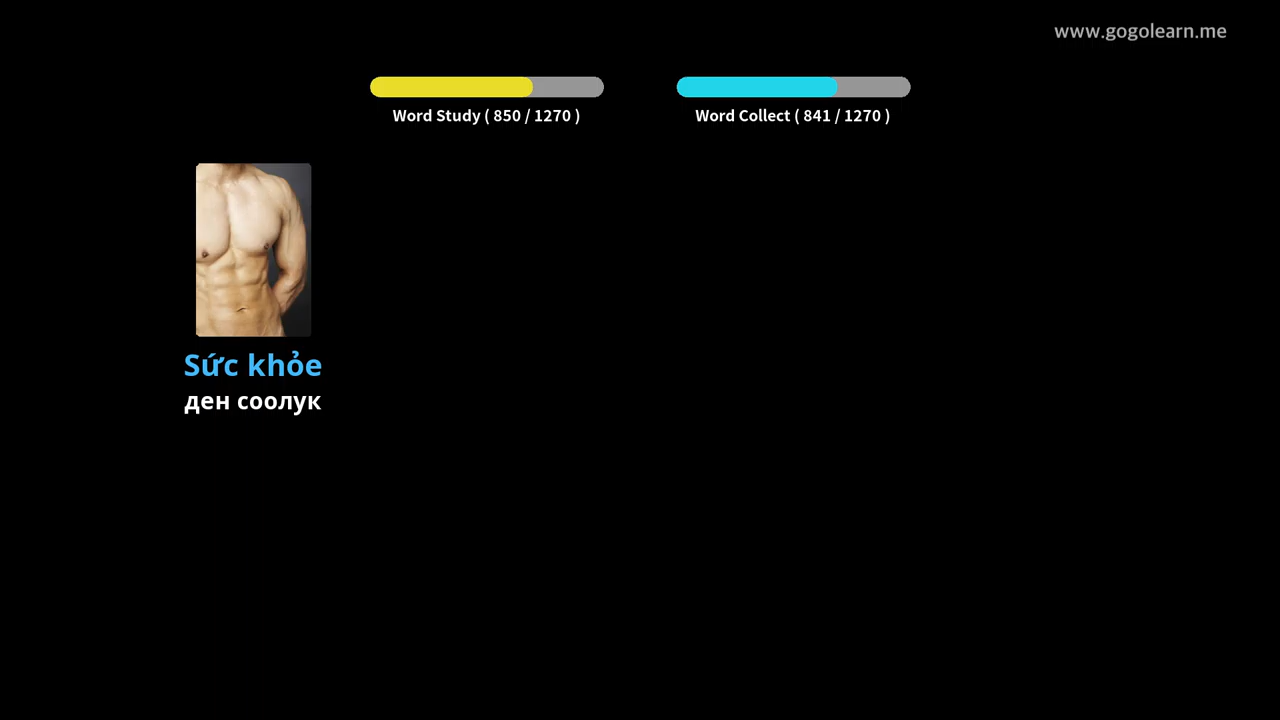 www.gogolearn.me
Word Study ( 850 / 1270 )
Word Collect ( 841 / 1270 )
Sức khỏe
ден соолук